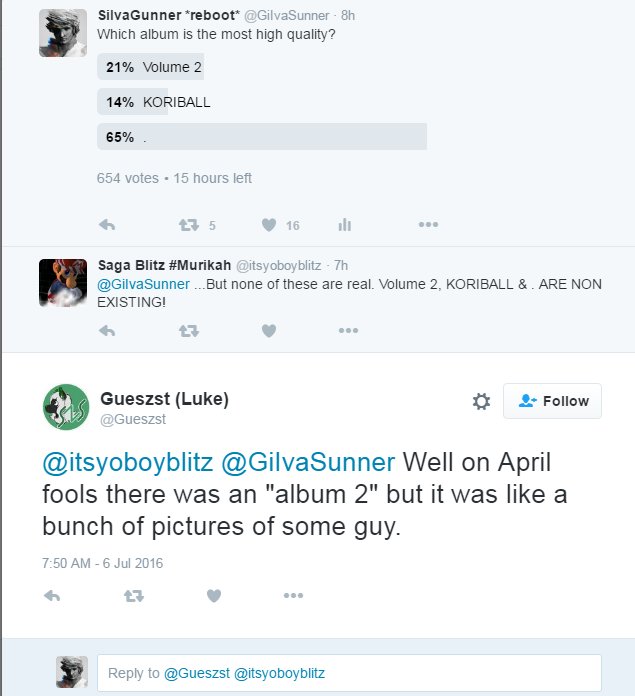 SilvaGunner *reboot* @GilvaSunner · 8h
Which album is the most high quality?
21% Volume 2
14% KORIBALL
65% .
654 votes • 15 hours left
5 16
Saga Blitz #Murikah @itsyoboyblitz · 7h
@GilvaSunner ...But none of these are real. Volume 2, KORIBALL & . ARE NON
EXISTING!
Gueszst (Luke)
@Gueszst
Follow
@itsyoboyblitz @GilvaSunner Well on April
fools there was an "album 2" but it was like a
bunch of pictures of some guy.
7:50 AM - 6 Jul 2016
Reply to @Gueszst @itsyoboyblitz